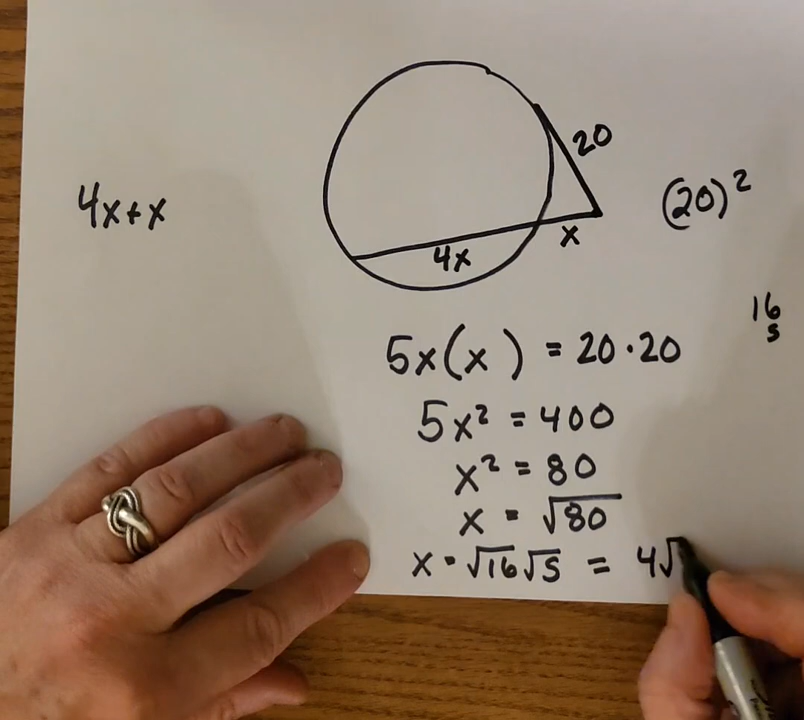 20
4x+x
(20)²
x
4x
16
5
5x(x ) = 20·20
5x² = 400
x² = 80
x = √80
x = √16√5 = 4√